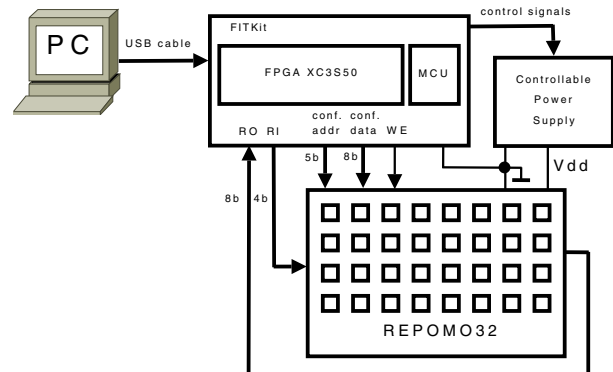 control signals
FITKit
PC
USB cable
FPGA XC3S50
MCU
Controllable
Power
Supply
conf. conf.
RO RI addr data WE
5b 8b
Vdd
8b 4b
REPOMO32